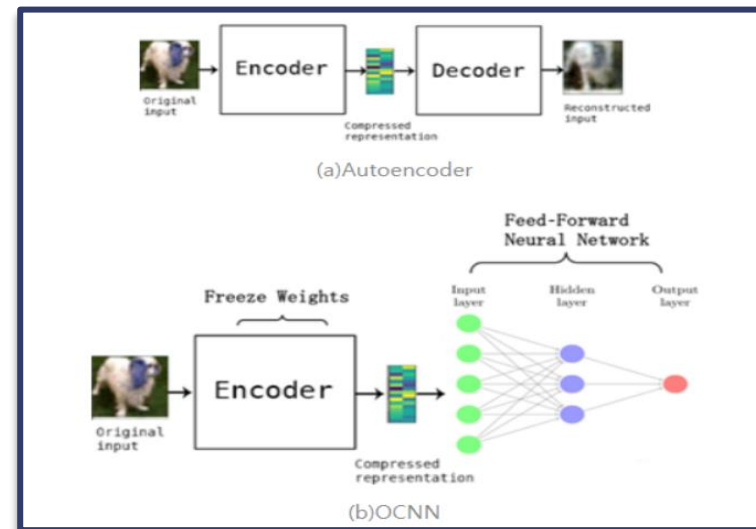 Encoder
Decoder
Original
input
Compressed
representation
Reconstructed
input
(a)Autoencoder
Feed-Forward
Neural Network
Freeze Weights
Input
layer
Hidden
layer
Output
layer
Encoder
Original
input
Compressed
representation
(b)OCNN